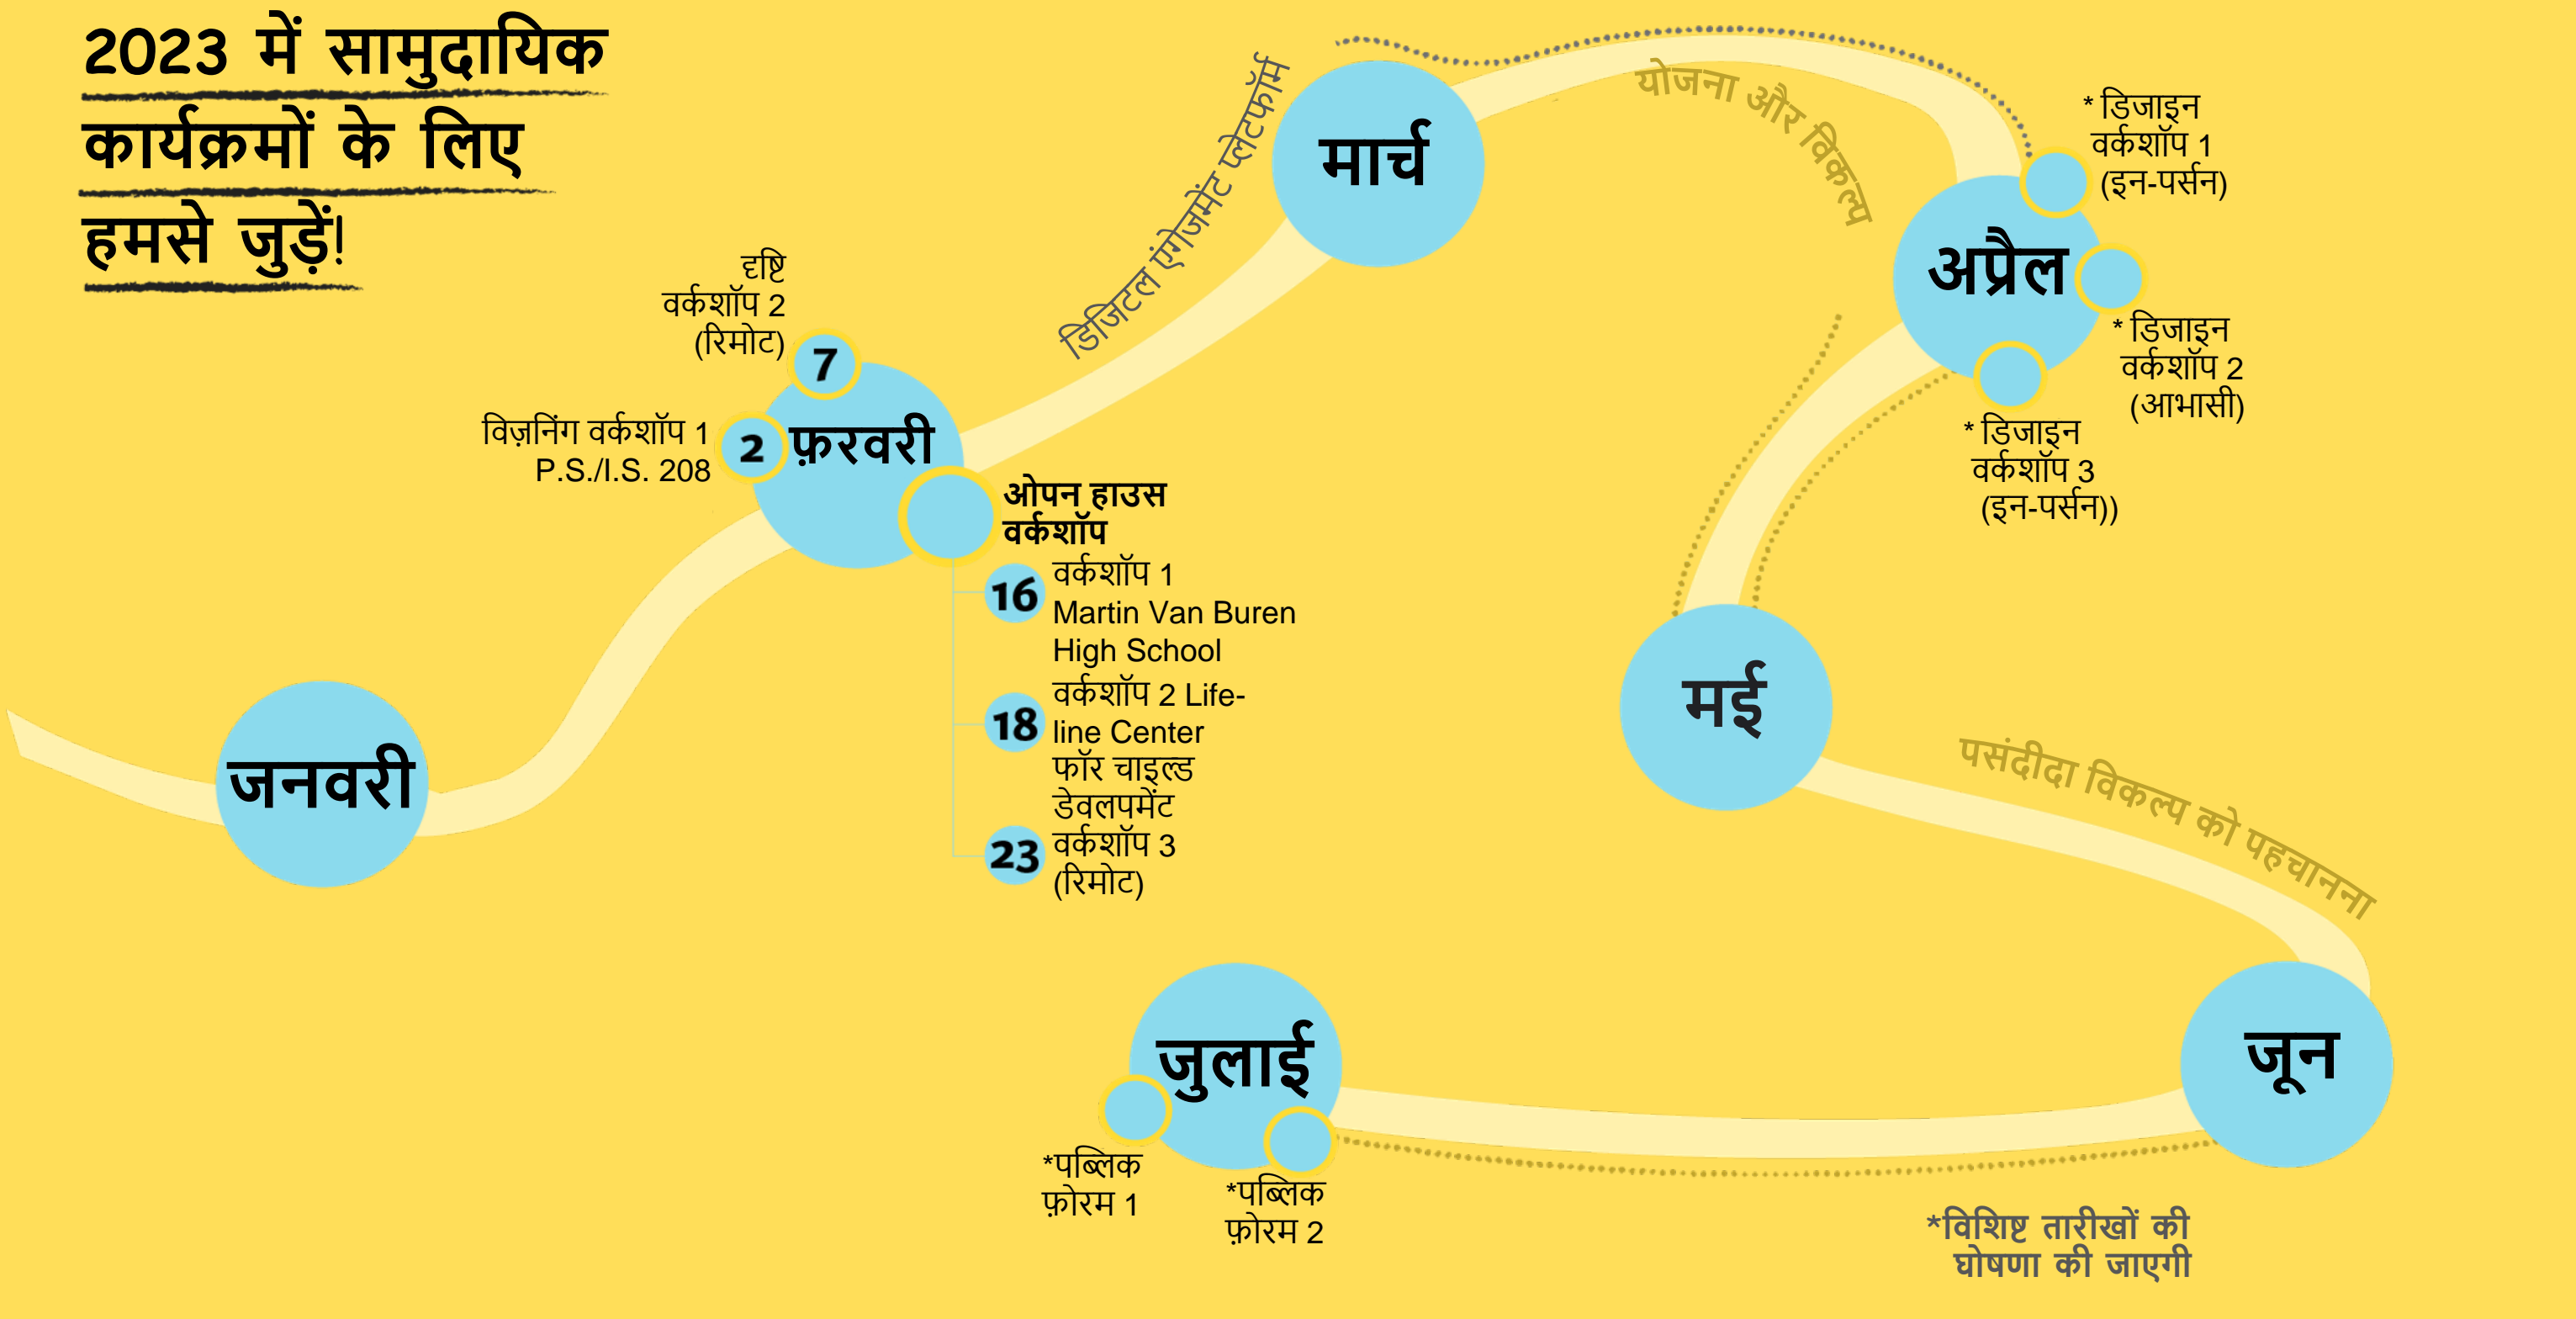 2023 में सामुदायिक
कार्यक्रमों के लिए
हमसे जुड़ें!
जनवरी
फ़रवरी
2
विज़निंग वर्कशॉप 1
P.S./I.S. 208
7
दृष्टि
वर्कशॉप 2
(रिमोट)
ओपन हाउस
वर्कशॉप
16
वर्कशॉप 1
Martin Van Buren
High School
18
वर्कशॉप 2 Life-
line Center
फॉर चाइल्ड
डेवलपमेंट
23
वर्कशॉप 3
(रिमोट)
डिजिटल एंगेजमेंट प्लेटफॉर्म
मार्च
योजना और विकल्प
अप्रैल
* डिजाइन
वर्कशॉप 1
(इन-पर्सन)
* डिजाइन
वर्कशॉप 2
(आभासी)
* डिजाइन
वर्कशॉप 3
(इन-पर्सन))
मई
पसंदीदा विकल्प को पहचानना
जून
जुलाई
*पब्लिक
फ़ोरम 1
*पब्लिक
फ़ोरम 2
*विशिष्ट तारीखों की
घोषणा की जाएगी